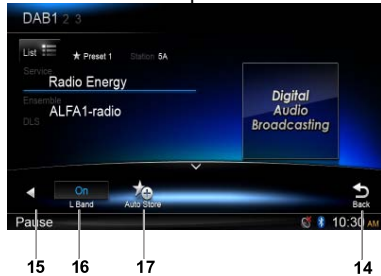 DAB1 2 3
List ★ Preset 1 Station 5A
Service
Radio Energy
Ensemble
ALFA1-radio
DLS
Digital
Audio
Broadcasting
On
L Band
Auto Store
Back
Pause
10:30 AM
15 16 17 14